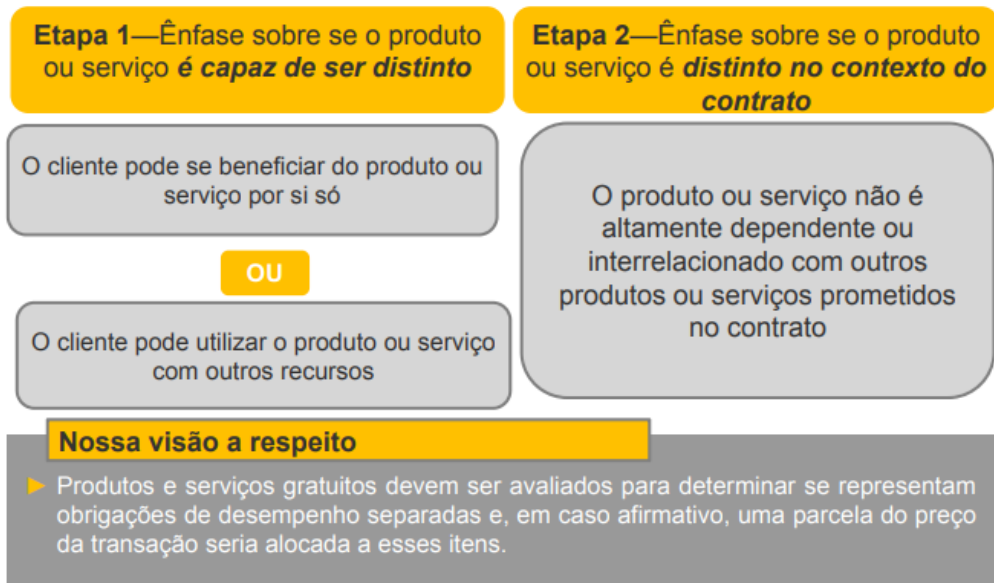 Etapa 1—Ênfase sobre se o produto
ou serviço é capaz de ser distinto
O cliente pode se beneficiar do produto ou
serviço por si só
OU
O cliente pode utilizar o produto ou serviço
com outros recursos
Etapa 2—Ênfase sobre se o produto
ou serviço é distinto no contexto do
contrato
O produto ou serviço não é
altamente dependente ou
interrelacionado com outros
produtos ou serviços prometidos
no contrato
Nossa visão a respeito
► Produtos e serviços gratuitos devem ser avaliados para determinar se representam
obrigações de desempenho separadas e, em caso afirmativo, uma parcela do preço
da transação seria alocada a esses itens.